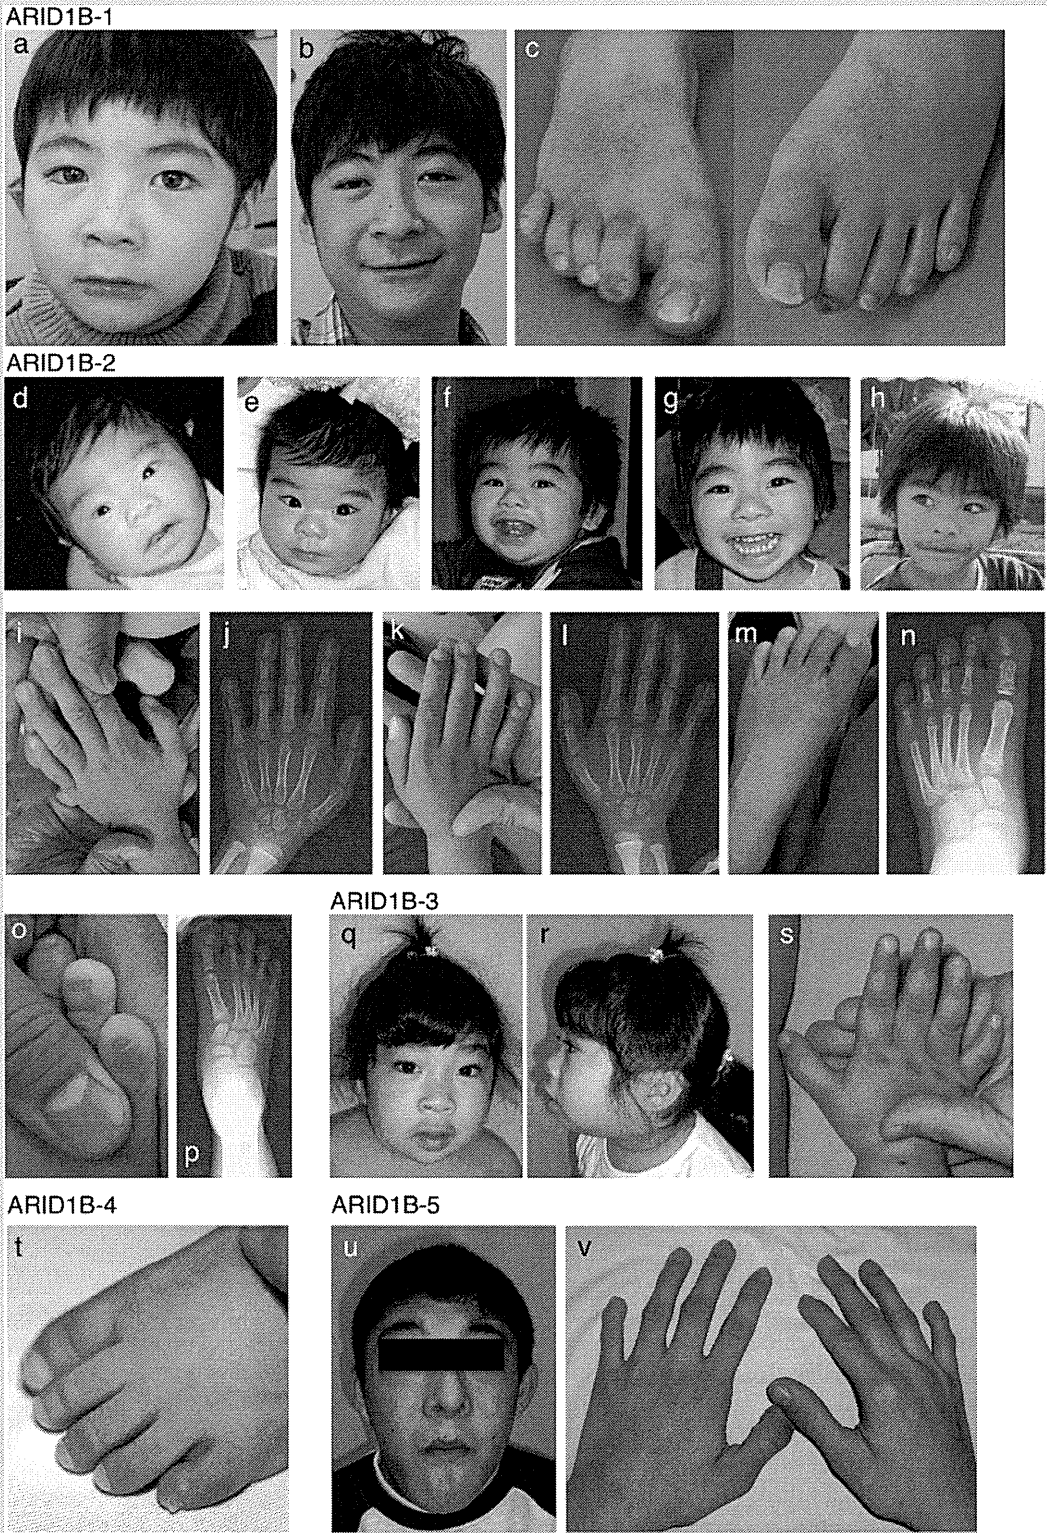 ARID1B-1
a b c
ARID1B-2
d e f g h
i j k l m n
ARID1B-3
o p q r s
ARID1B-4 ARID1B-5
t u v